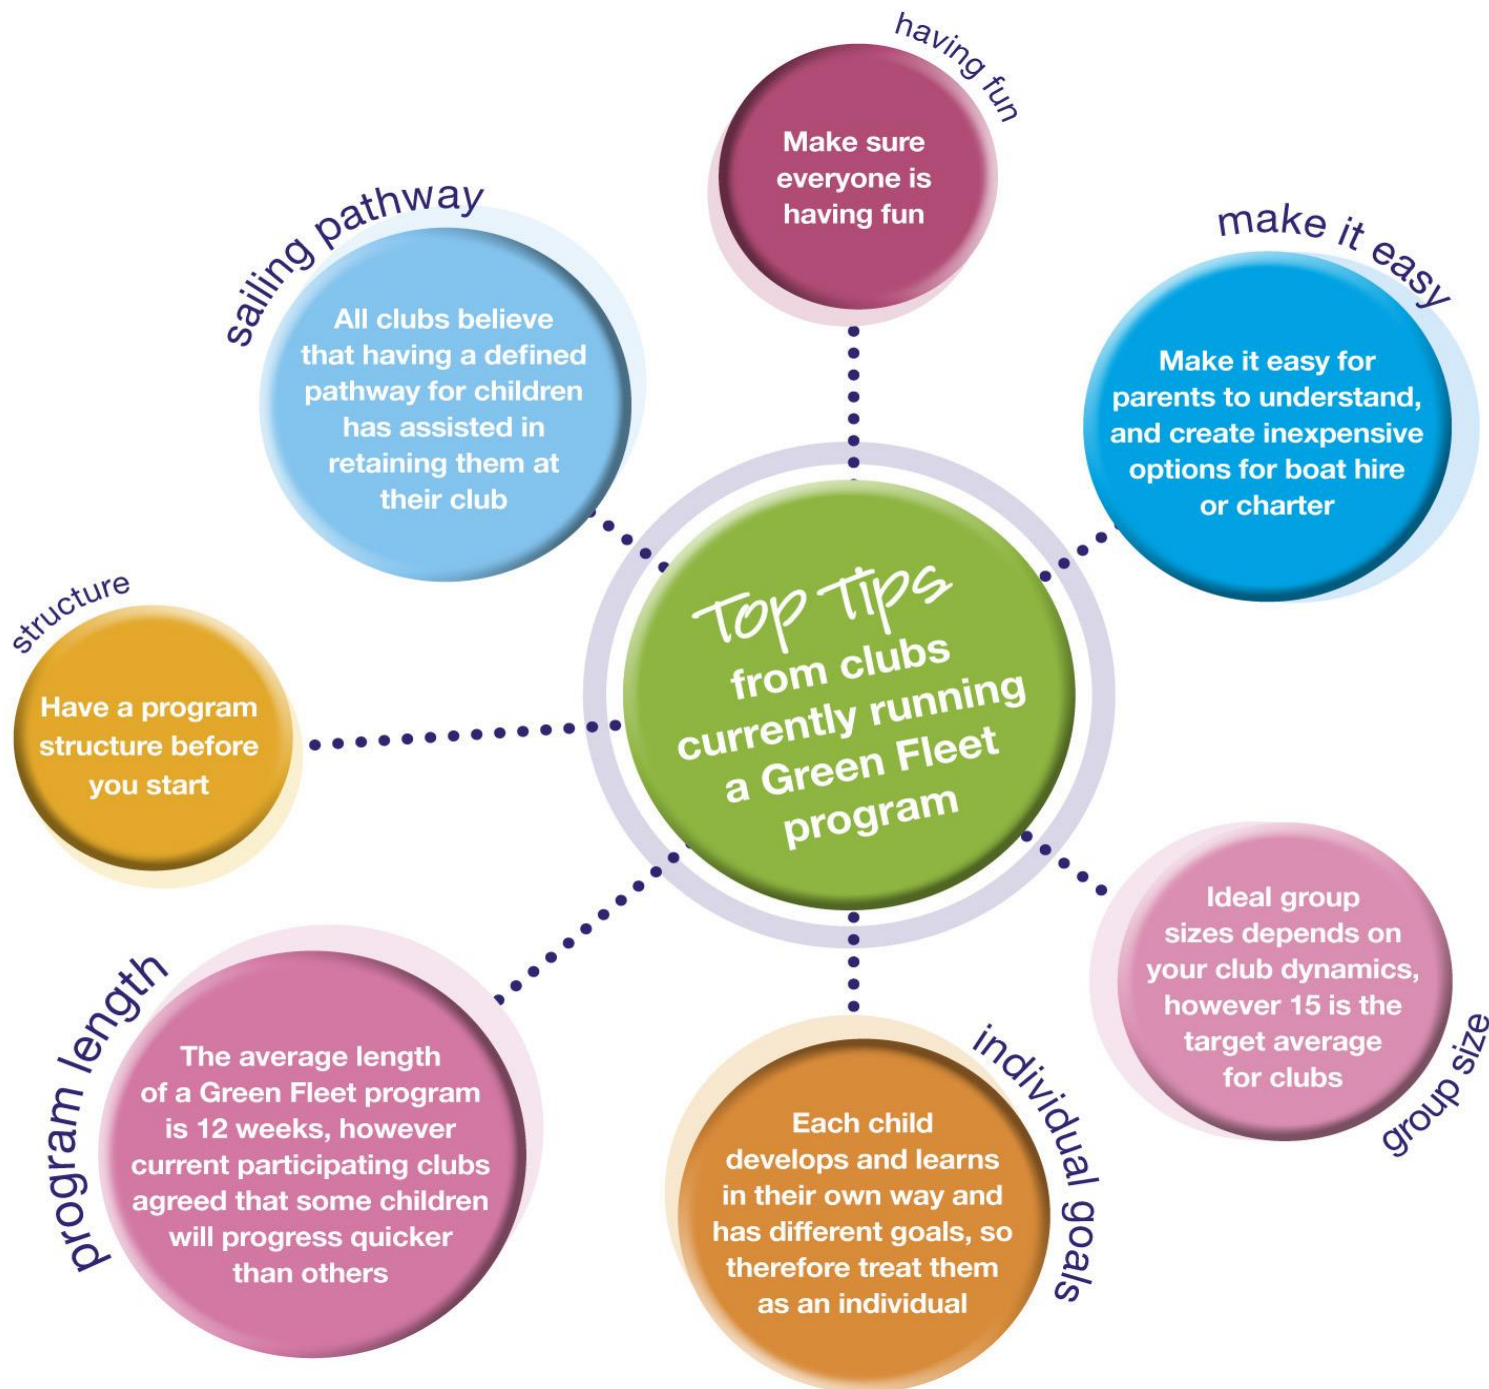 Top Tips
from clubs
currently running
a Green Fleet
program
having fun
Make sure
everyone is
having fun
make it easy
Make it easy for
parents to understand,
and create inexpensive
options for boat hire
or charter
group size
Ideal group
sizes depends on
your club dynamics,
however 15 is the
target average
for clubs
individual goals
Each child
develops and learns
in their own way and
has different goals, so
therefore treat them
as an individual
program length
The average length
of a Green Fleet program
is 12 weeks, however
current participating clubs
agreed that some children
will progress quicker
than others
structure
Have a program
structure before
you start
sailing pathway
All clubs believe
that having a defined
pathway for children
has assisted in
retaining them at
their club